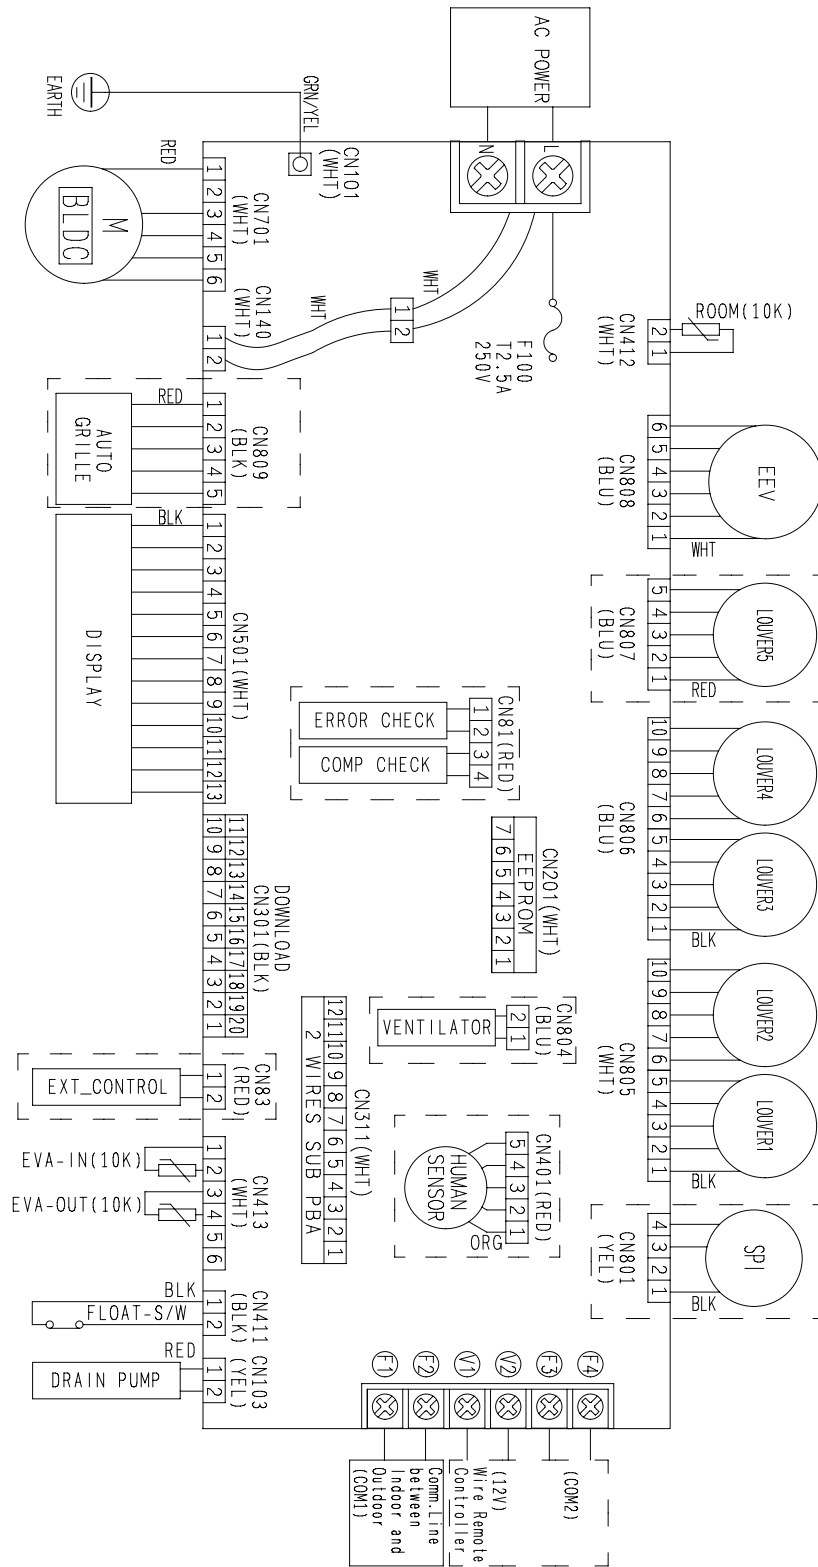 AC POWER
EARTH
GRN/YEL
CN101
(WHT)
N
L
RED
M
BLDC
1
2
3
4
5
6
CN701
(WHT)
CN140
(WHT)
1
2
WHT
WHT
1
2
F100
T2.5A
250V
ROOM(10K)
2
1
CN412
(WHT)
AUTO
GRILLE
RED
1
2
3
4
5
CN809
(BLK)
EEV
WHT
6
5
4
3
2
1
CN808
(BLU)
DISPLAY
BLK
1
2
3
4
5
6
7
8
9
10
11
12
13
CN501(WHT)
LOUVER5
RED
5
4
3
2
1
CN807
(BLU)
ERROR CHECK
COMP CHECK
1
2
3
4
CN81(RED)
LOUVER4
LOUVER3
BLK
10
9
8
7
6
5
4
3
2
1
CN806
(BLU)
10
9
8
7
6
5
4
3
2
1
11
12
13
14
15
16
17
18
19
20
DOWNLOAD
CN301(BLK)
CN201(WHT)
EEPROM
7
6
5
4
3
2
1
LOUVER2
LOUVER1
BLK
10
9
8
7
6
5
4
3
2
1
CN805
(WHT)
VENTILATOR
2
1
CN804
(BLU)
EXT_CONTROL
1
2
CN83
(RED)
12
11
10
9
8
7
6
5
4
3
2
1
2 WIRES SUB PBA
CN311(WHT)
HUMAN
SENSOR
ORG
5
4
3
2
1
CN401(RED)
EVA-IN(10K)
EVA-OUT(10K)
1
2
3
4
5
6
CN413
(WHT)
SPI
BLK
4
3
2
1
CN801
(YEL)
BLK
FLOAT-S/W
1
2
CN411
(BLK)
RED
DRAIN PUMP
1
2
CN103
(YEL)
F1
F2
V1
V2
F3
F4
Comm.Line
between
Indoor and
Outdoor
(COM1)
(12V)
Wire Remote
Controller
(COM2)